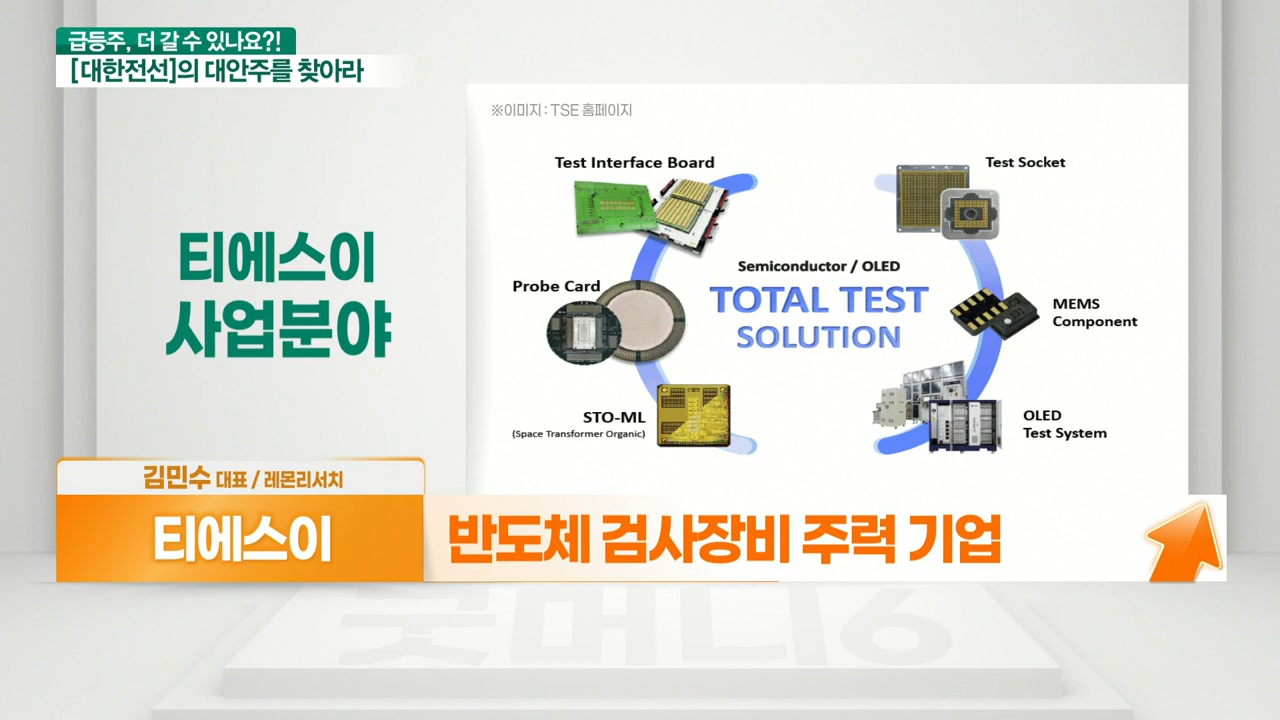 급등주, 더 갈 수 있나요?!
[대한전선]의 대안주를 찾아라
※이미지 : TSE 홈페이지
티에스이
사업분야
Test Interface Board
Test Socket
Semiconductor / OLED
TOTAL TEST
SOLUTION
Probe Card
MEMS
Component
STO-ML
(Space Transformer Organic)
OLED
Test System
김민수 대표 / 레몬리서치
티에스이
반도체 검사장비 주력 기업
굿머니6